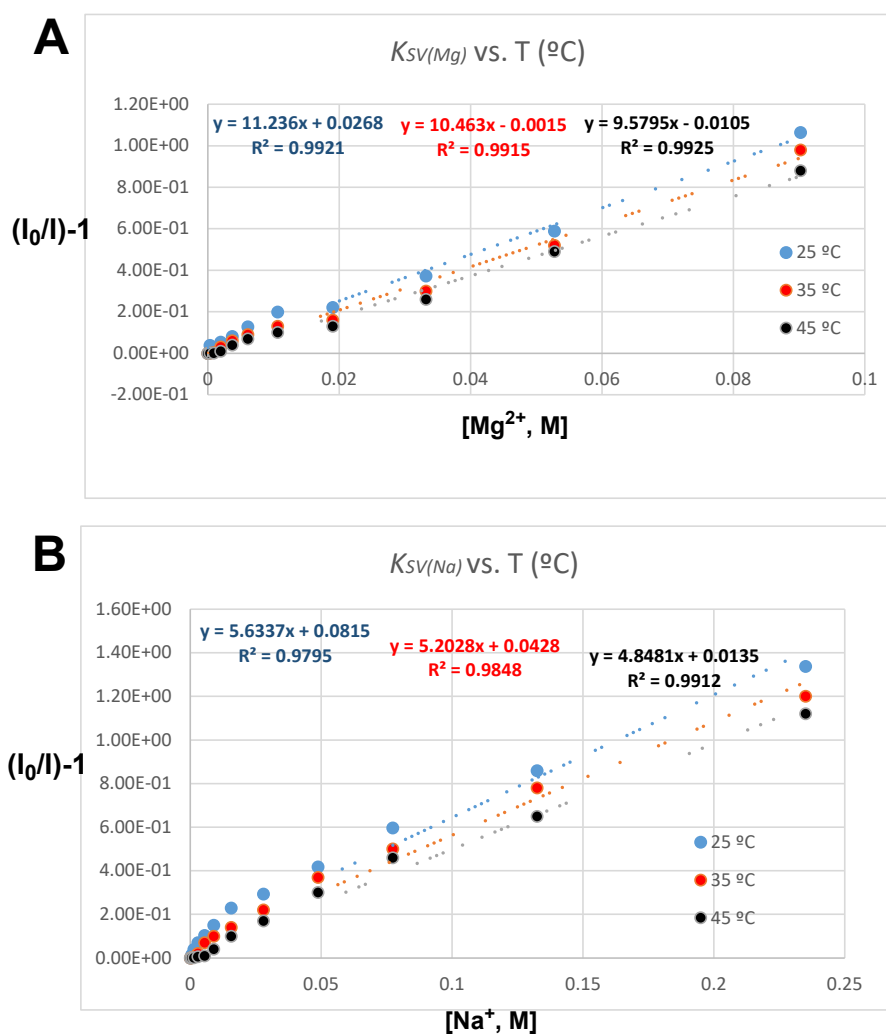 A
KSV(Mg) vs. T (ºC)
1.20E+00
1.00E+00
8.00E-01
6.00E-01
4.00E-01
2.00E-01
0.00E+00
-2.00E-01
y = 11.236x + 0.0268
R² = 0.9921
y = 10.463x - 0.0015
R² = 0.9915
y = 9.5795x - 0.0105
R² = 0.9925
(I₀/I)-1
25 ºC
35 ºC
45 ºC
0 0.02 0.04 0.06 0.08 0.1
[Mg²⁺, M]
B
KSV(Na) vs. T (ºC)
1.60E+00
1.40E+00
1.20E+00
1.00E+00
8.00E-01
6.00E-01
4.00E-01
2.00E-01
0.00E+00
y = 5.6337x + 0.0815
R² = 0.9795
y = 5.2028x + 0.0428
R² = 0.9848
y = 4.8481x + 0.0135
R² = 0.9912
(I₀/I)-1
25 ºC
35 ºC
45 ºC
0 0.05 0.1 0.15 0.2 0.25
[Na⁺, M]